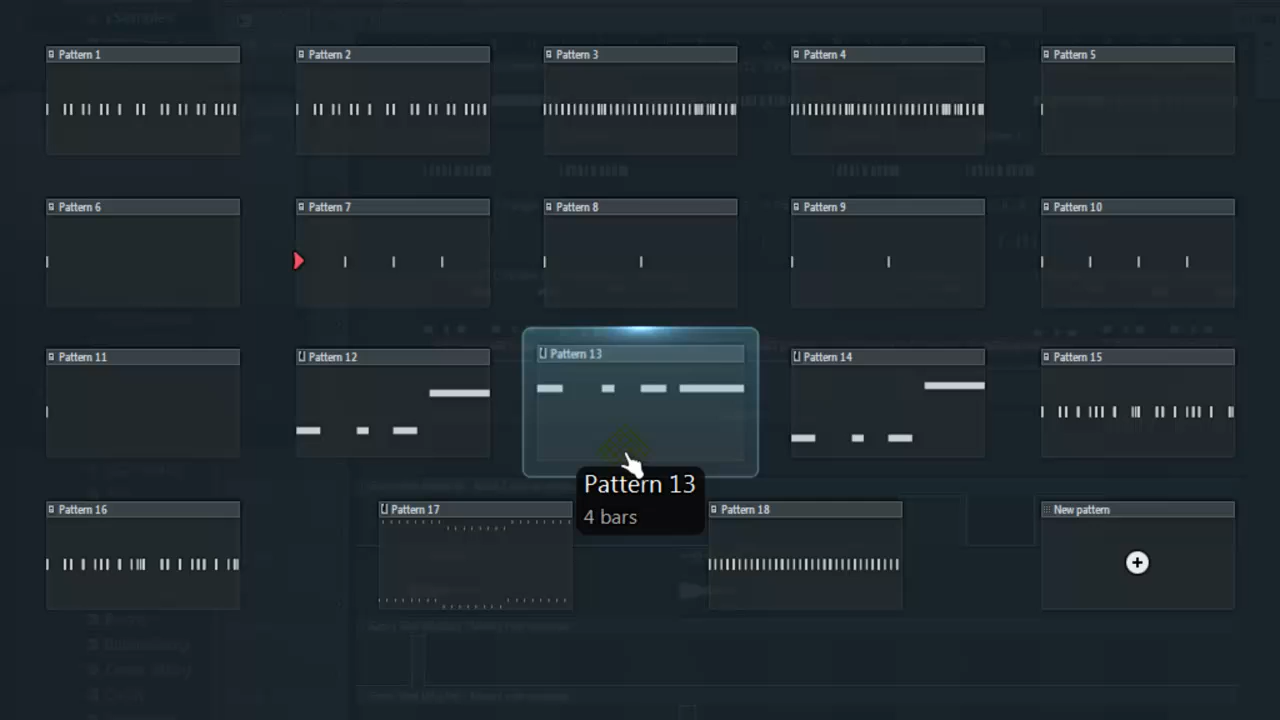 Samples
Pattern 1
Pattern 2
Pattern 3
Pattern 4
Pattern 5
Pattern 6
Pattern 7
Pattern 8
Pattern 9
Pattern 10
Pattern 11
Pattern 12
Pattern 13
Pattern 14
Pattern 15
Pattern 13
4 bars
Pattern 16
Pattern 17
Pattern 18
New pattern